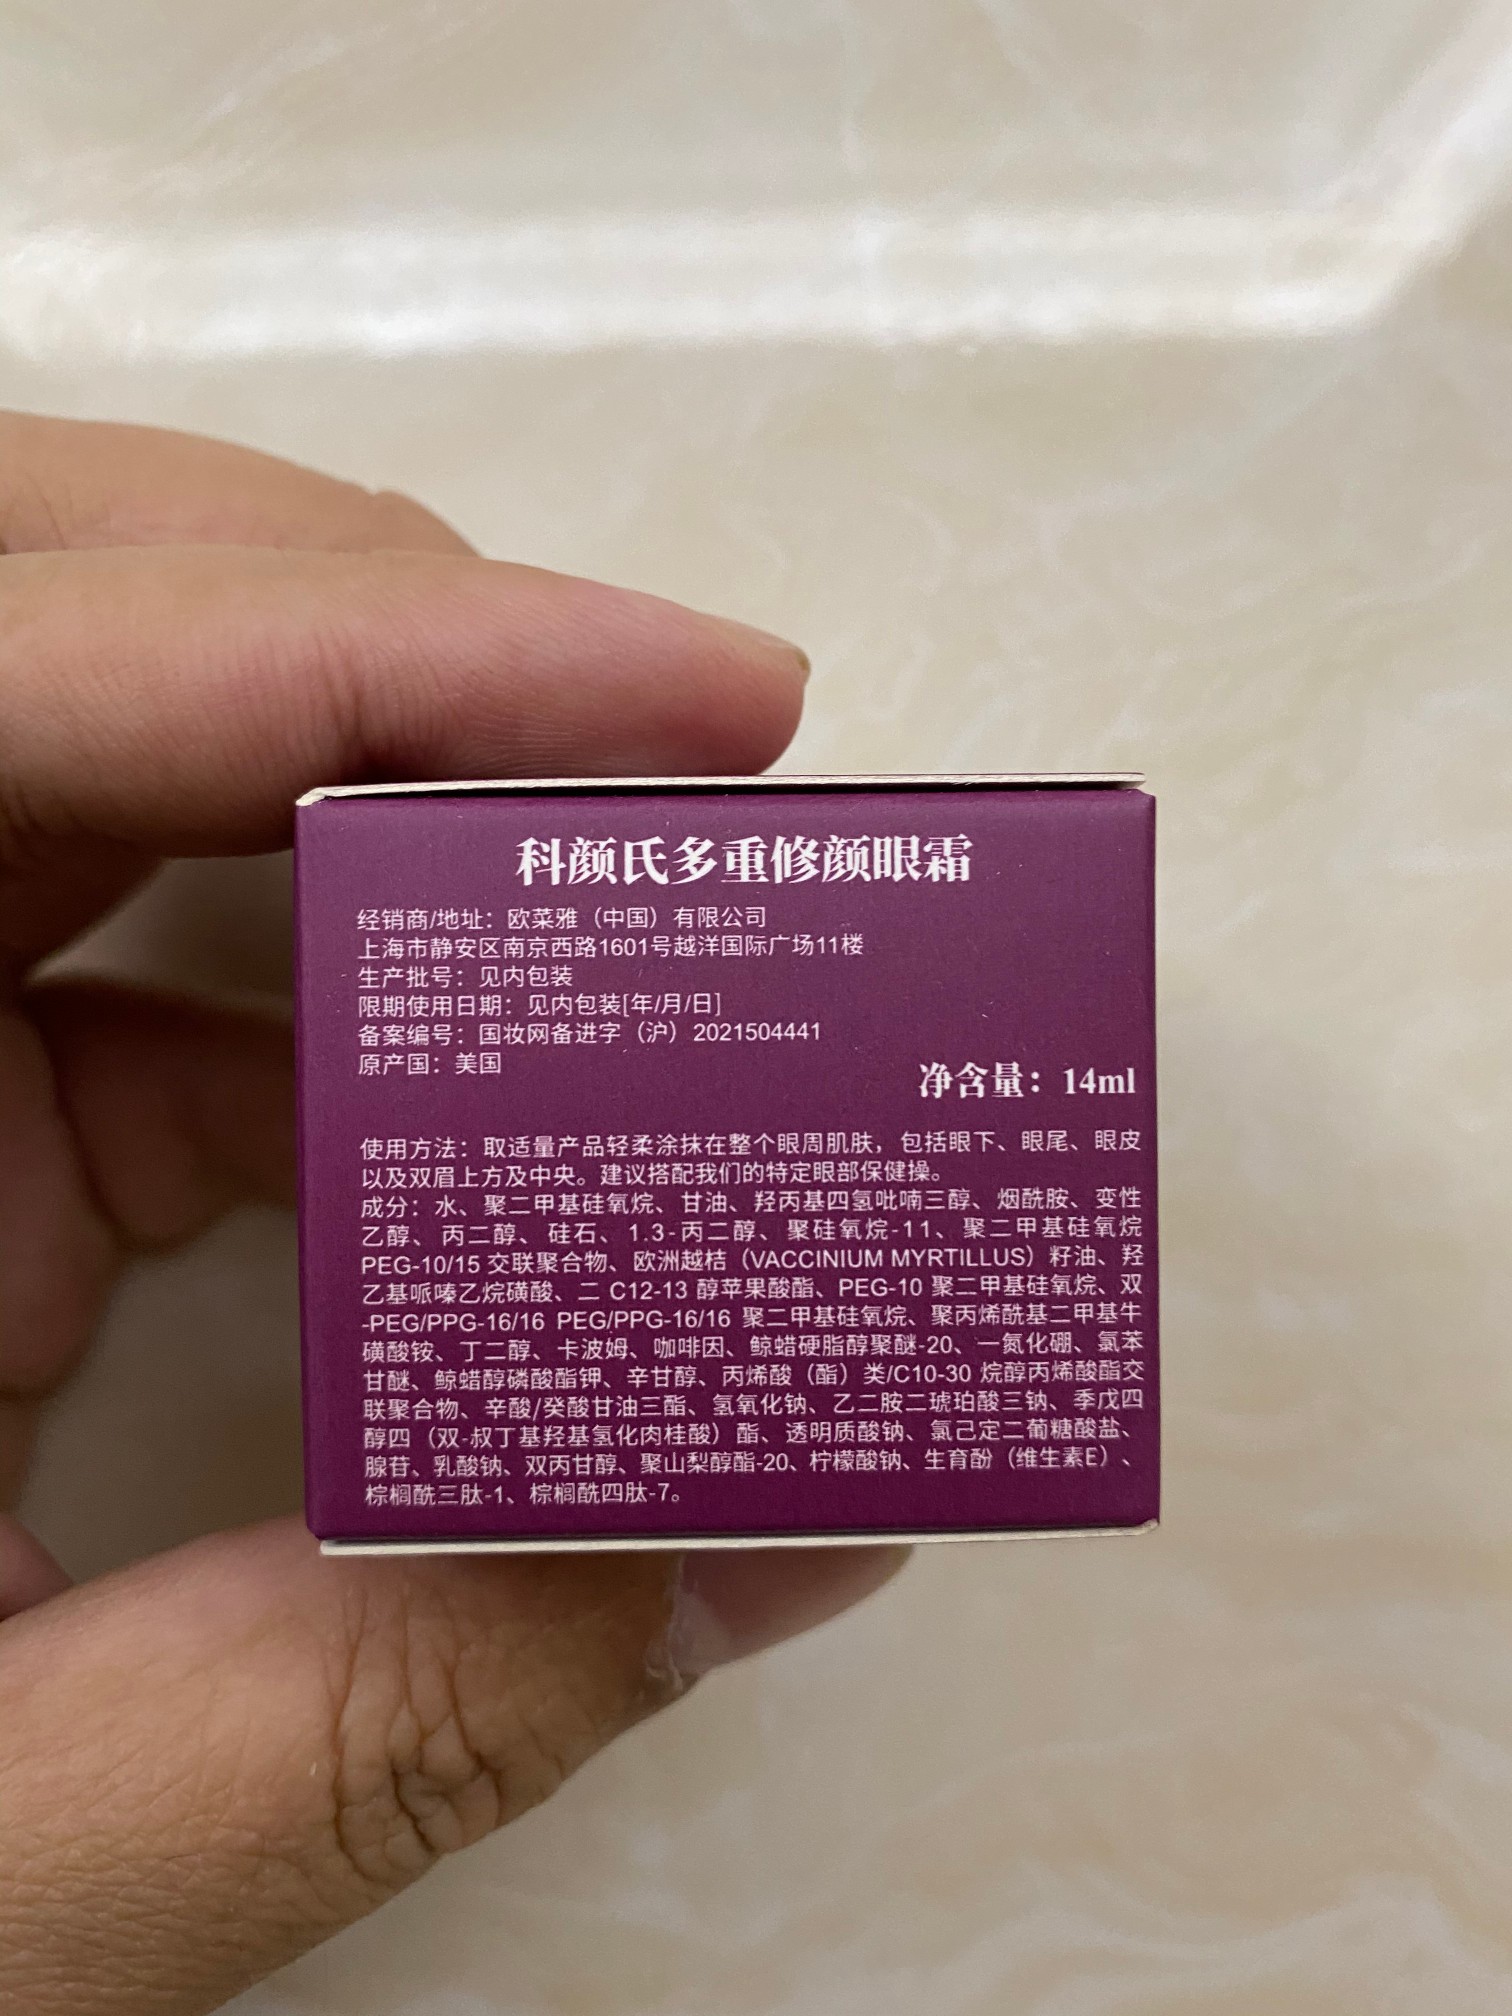 科颜氏多重修颜眼霜
经销商/地址：欧菜雅（中国）有限公司
上海市静安区南京西路1601号越洋国际广场11楼
生产批号：见内包装
限期使用日期：见内包装[年/月/日]
备案编号：国妆网备进字（沪）2021504441
原产国：美国
净含量：14ml
使用方法：取适量产品轻柔涂抹在整个眼周肌肤，包括眼下、眼尾、眼皮
以及双眉上方及中央。建议搭配我们的特定眼部保健操。
成分：水、聚二甲基硅氧烷、甘油、羟丙基四氢吡喃三醇、烟酰胺、变性
乙醇、丙二醇、硅石、1.3-丙二醇、聚硅氧烷-11、聚二甲基硅氧烷
PEG-10/15 交联聚合物、欧洲越桔（VACCINIUM MYRTILLUS）籽油、羟
乙基哌嗪乙烷磺酸、二 C12-13 醇苹果酸酯、PEG-10 聚二甲基硅氧烷、双
-PEG/PPG-16/16 PEG/PPG-16/16 聚二甲基硅氧烷、聚丙烯酰基二甲基牛
磺酸铵、丁二醇、卡波姆、咖啡因、鲸蜡硬脂醇聚醚-20、一氮化硼、氯苯
甘醚、鲸蜡醇磷酸酯钾、辛甘醇、丙烯酸（酯）类/C10-30 烷醇丙烯酸酯交
联聚合物、辛酸/癸酸甘油三酯、氢氧化钠、乙二胺二琥珀酸三钠、季戊四
醇四（双-叔丁基羟基氢化肉桂酸）酯、透明质酸钠、氯己定二葡糖酸盐、
腺苷、乳酸钠、双丙甘醇、聚山梨醇酯-20、柠檬酸钠、生育酚（维生素E）、
棕榈酰三肽-1、棕榈酰四肽-7。